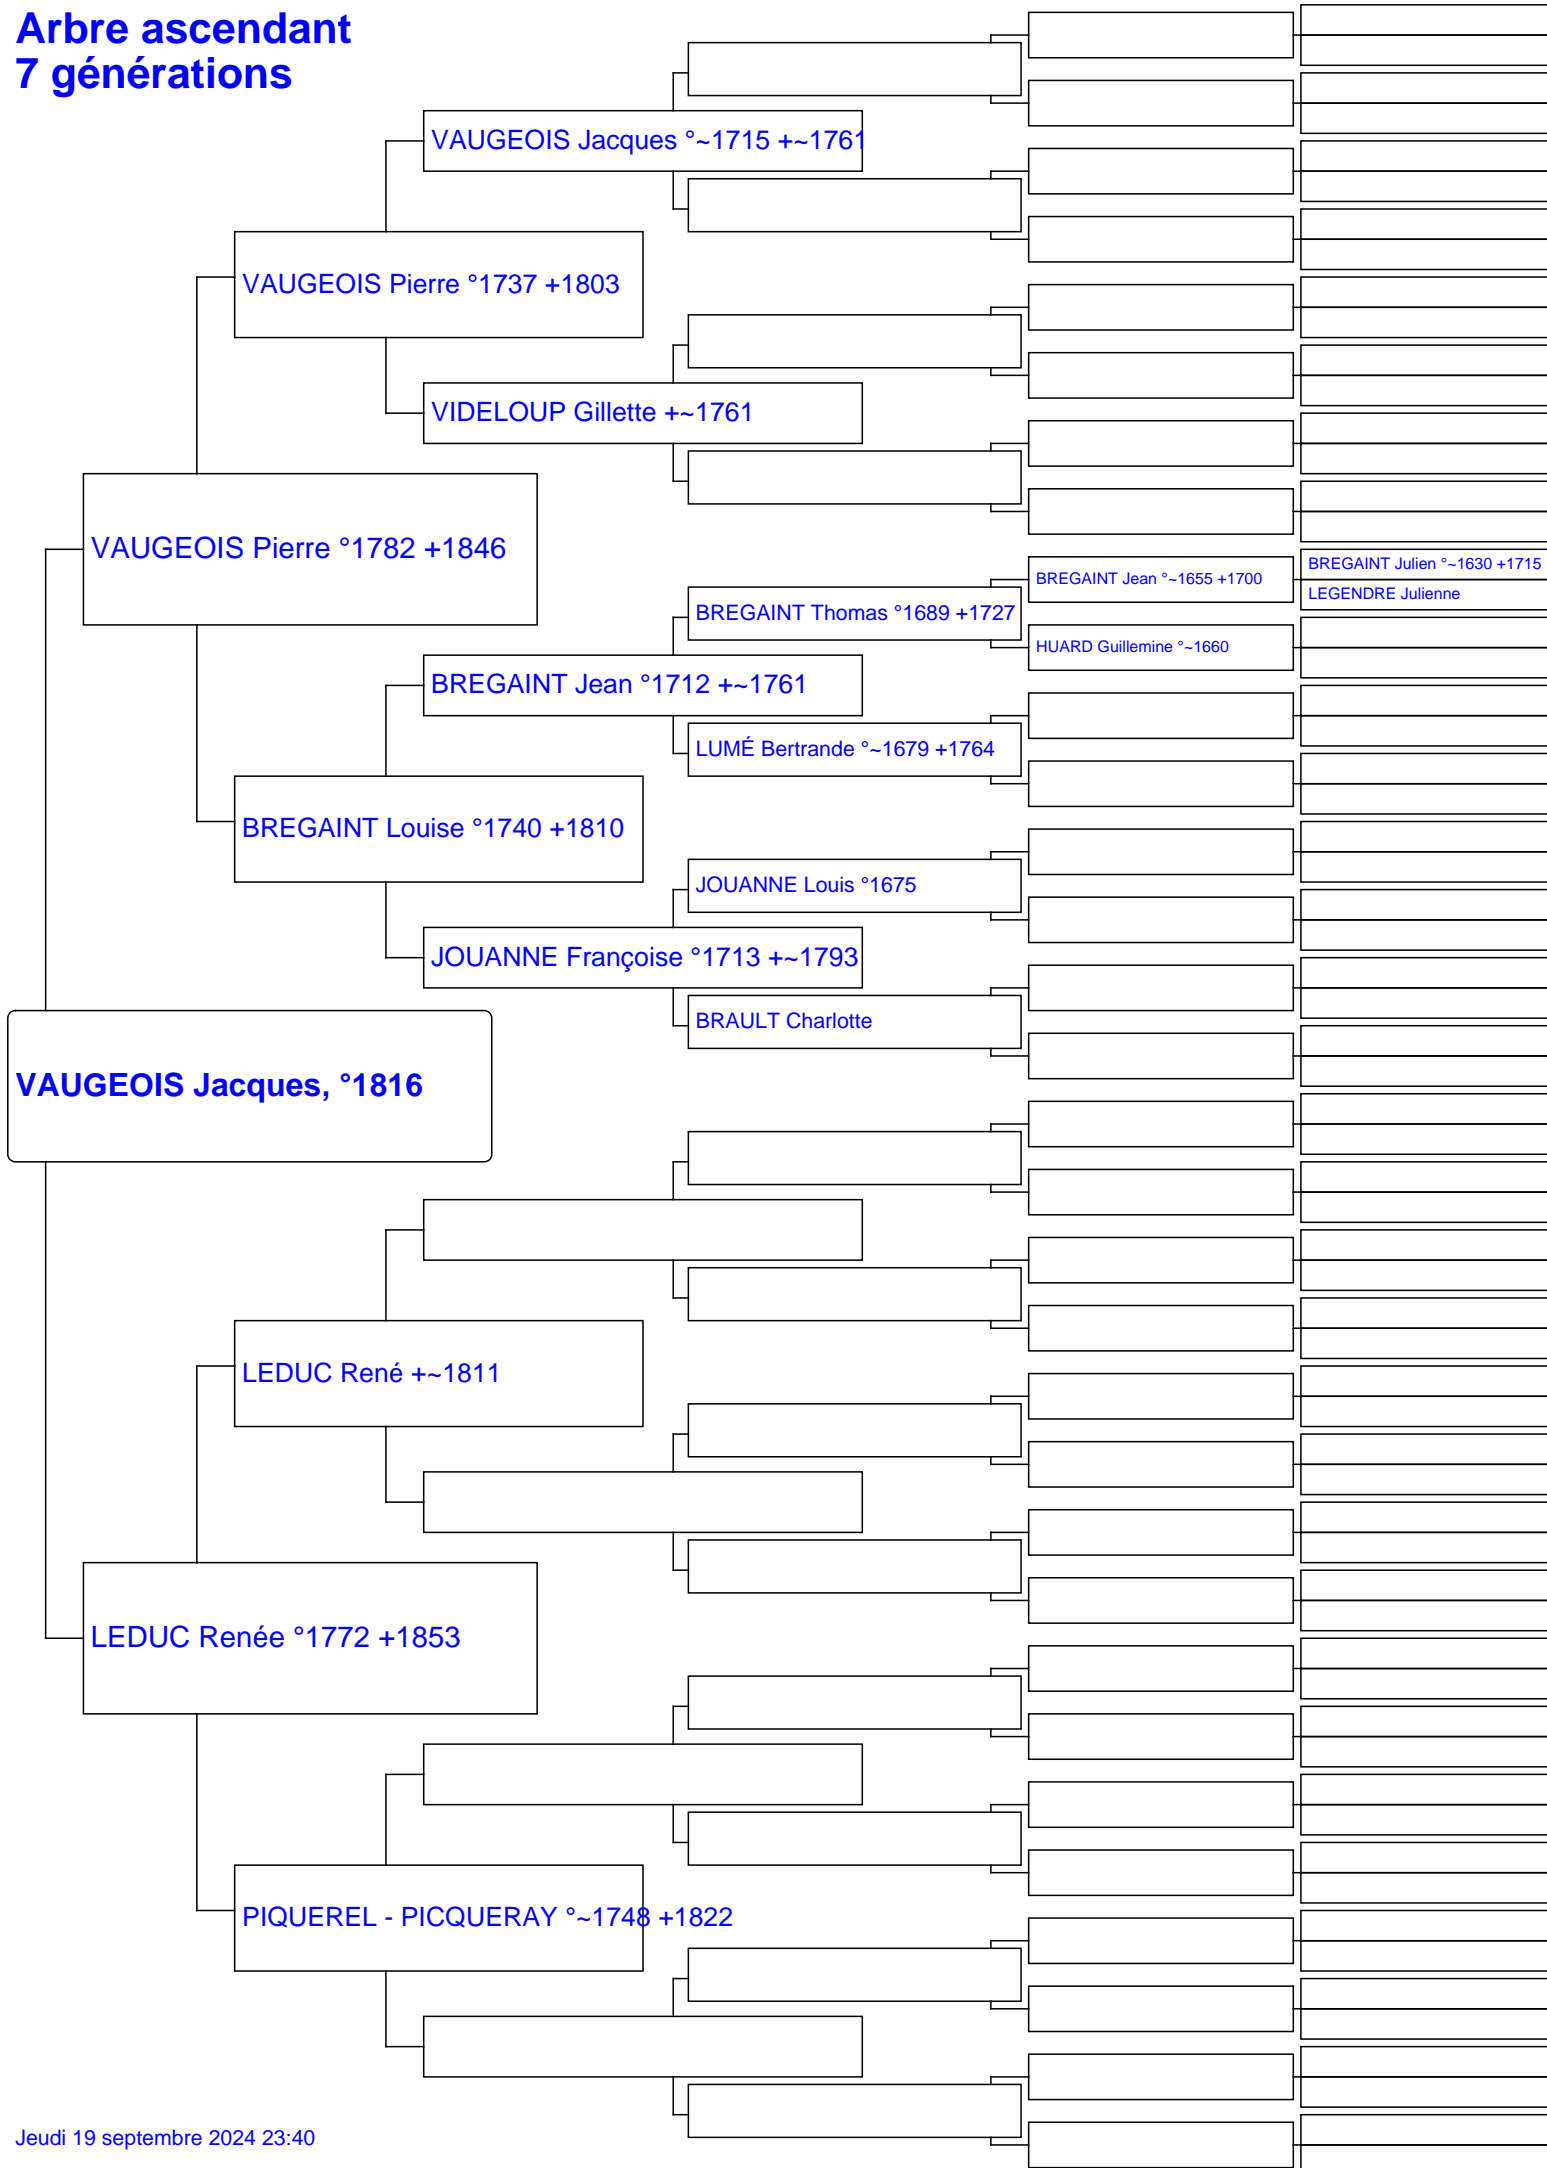 Arbre ascendant
7 générations
VAUGEOIS Jacques °~1715 +~1761
VAUGEOIS Pierre °1737 +1803
VIDELOUP Gillette +~1761
VAUGEOIS Pierre °1782 +1846
BREGAINT Julien °~1630 +1715
BREGAINT Jean °~1655 +1700
LEGENDRE Julienne
BREGAINT Thomas °1689 +1727
HUARD Guillemine °~1660
BREGAINT Jean °1712 +~1761
LUMÉ Bertrande °~1679 +1764
BREGAINT Louise °1740 +1810
JOUANNE Louis °1675
JOUANNE Françoise °1713 +~1793
BRAULT Charlotte
VAUGEOIS Jacques, °1816
LEDUC René +~1811
LEDUC Renée °1772 +1853
PIQUEREL - PICQUERAY °~1748 +1822
Jeudi 19 septembre 2024 23:40